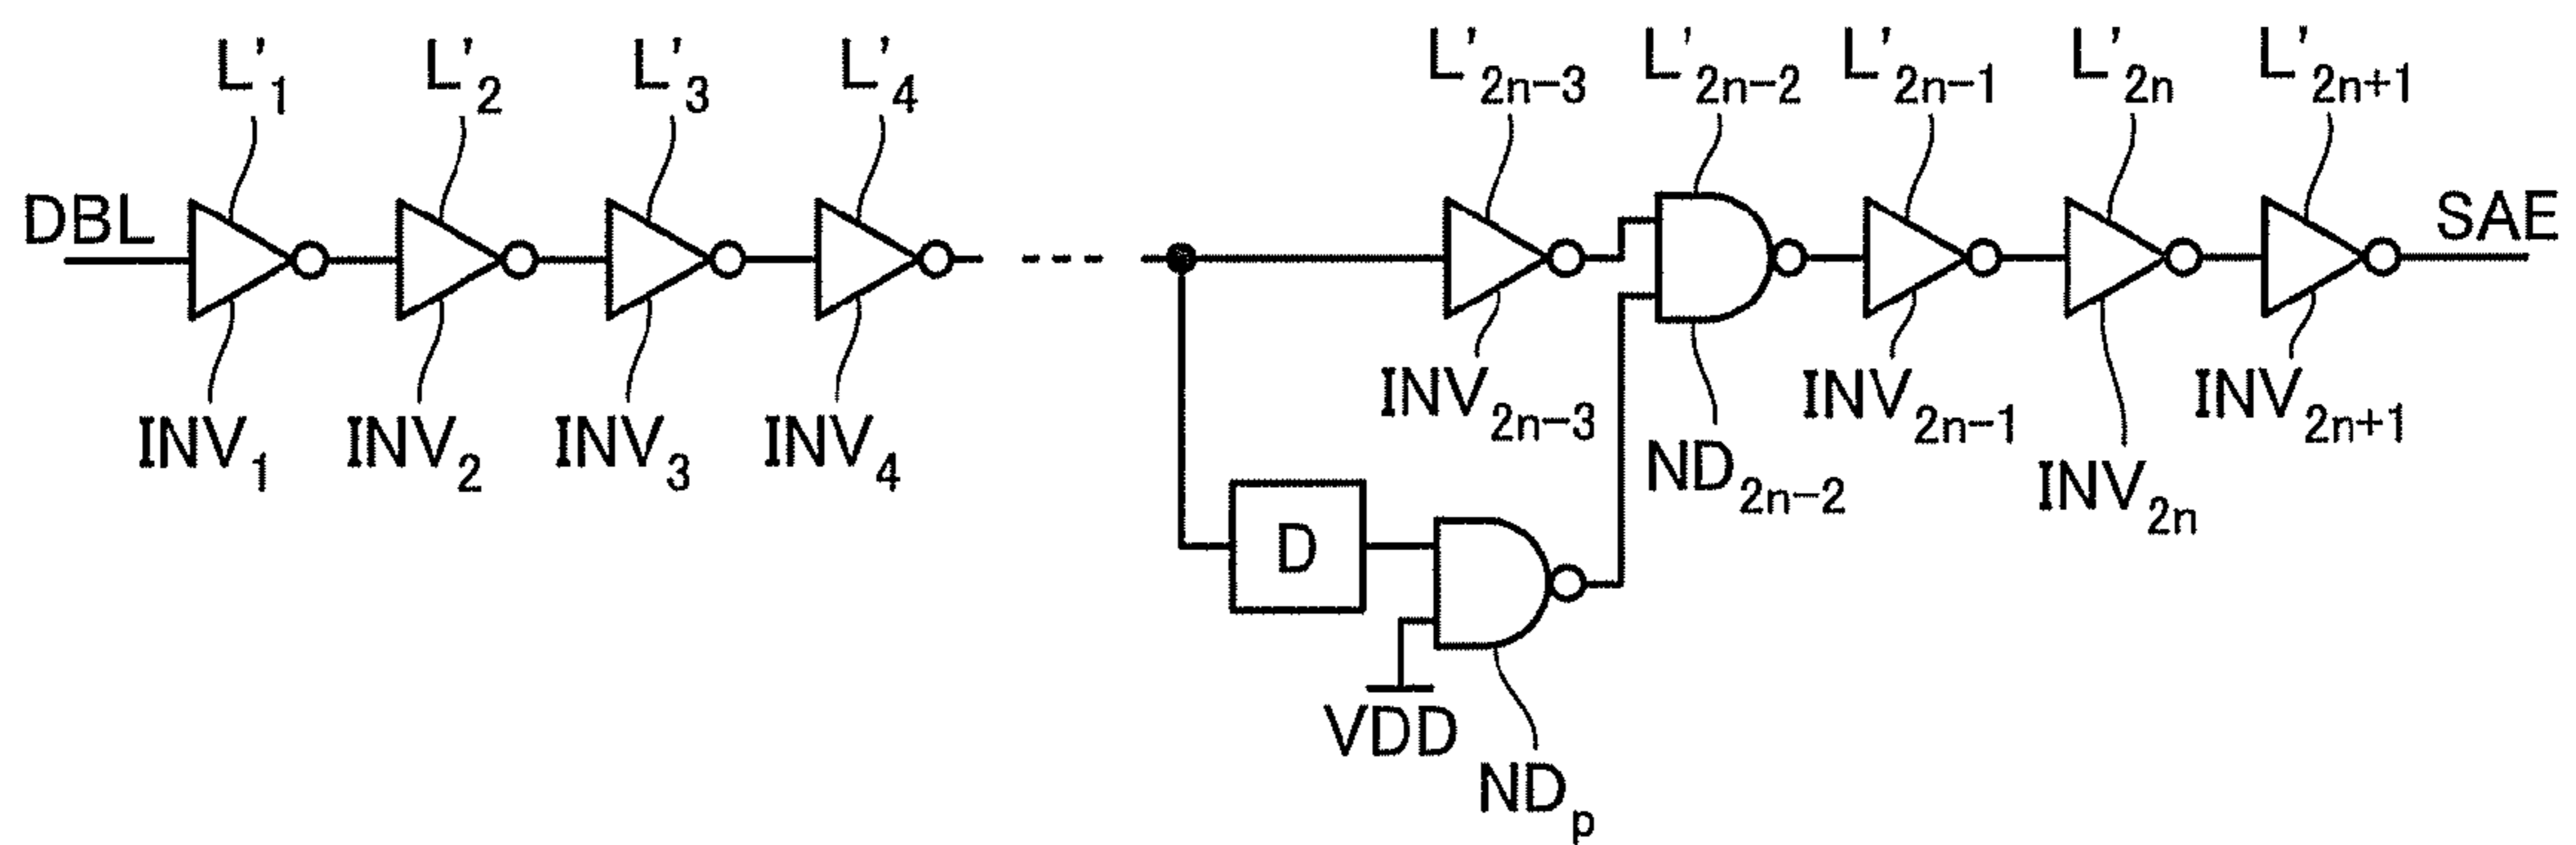 L'1 L'2 L'3 L'4 L'2n-3 L'2n-2 L'2n-1 L'2n L'2n+1
DBL SAE
INV1 INV2 INV3 INV4 INV2n-3 ND2n-2 INV2n-1 INV2n INV2n+1
D
VDD
NDp